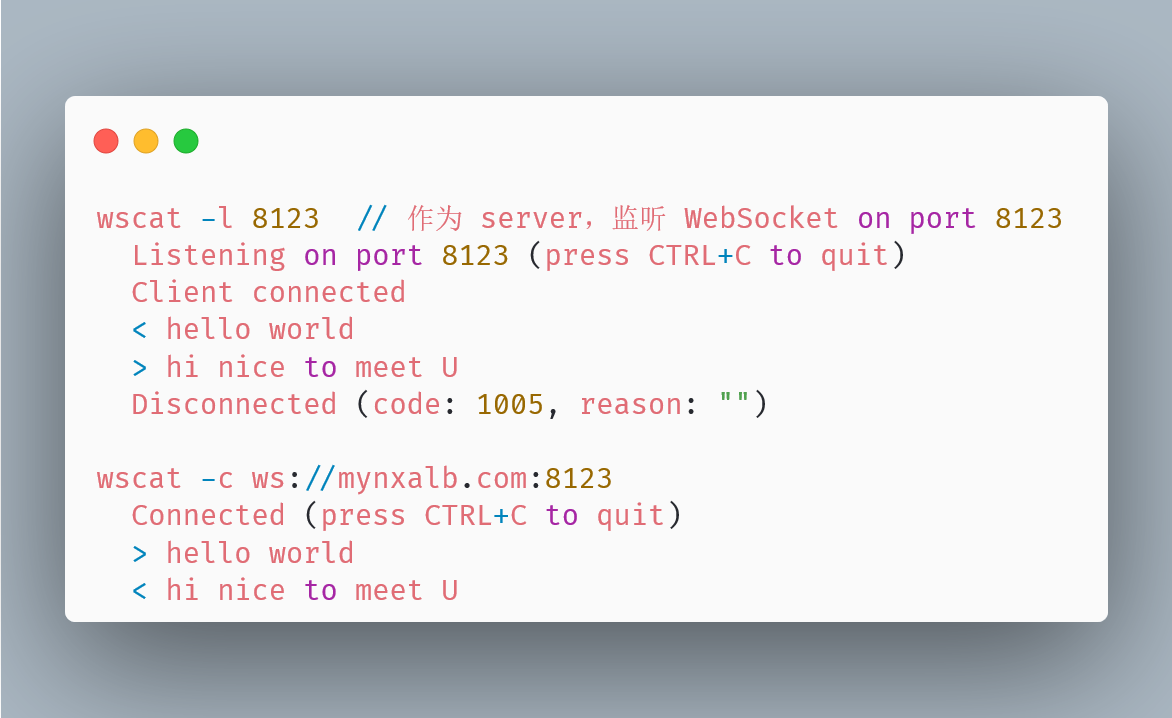 wscat -l 8123  // 作为 server，监听 WebSocket on port 8123
  Listening on port 8123 (press CTRL+C to quit)
  Client connected
  < hello world
  > hi nice to meet U
  Disconnected (code: 1005, reason: "")

wscat -c ws://mynxalb.com:8123
  Connected (press CTRL+C to quit)
  > hello world
  < hi nice to meet U